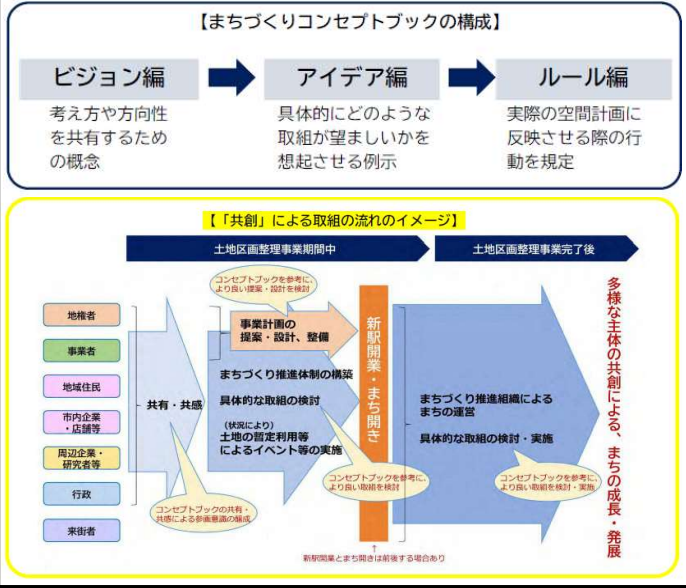 【まちづくりコンセプトブックの構成】
ビジョン編
考え方や方向性
を共有するため
の概念
アイデア編
具体的にどのような
取組が望ましいかを
想起させる例示
ルール編
実際の空間計画に
反映させる際の行
動を規定
【「共創」による取組の流れのイメージ】
土地区画整理事業期間中
土地区画整理事業完了後
地権者
事業者
地域住民
市内企業
・店舗等
周辺企業・
研究者等
行政
来街者
共有・共感
コンセプトブックの共有・
共感による参画意識の醸成
コンセプトブックを参考に、
より良い提案・設計を検討
事業計画の
提案・設計、整備
まちづくり推進体制の構築
具体的な取組の検討
(状況により)
土地の暫定利用等
によるイベント等の実施
コンセプトブックを参考に、
より良い取組を検討
新駅開業・まち開き
↑
新駅開業とまち開きは前後する場合あり
まちづくり推進組織による
まちの運営
具体的な取組の検討・実施
コンセプトブックを参考に、
より良い取組を検討・実施
多様な主体の共創による、まちの成長・発展